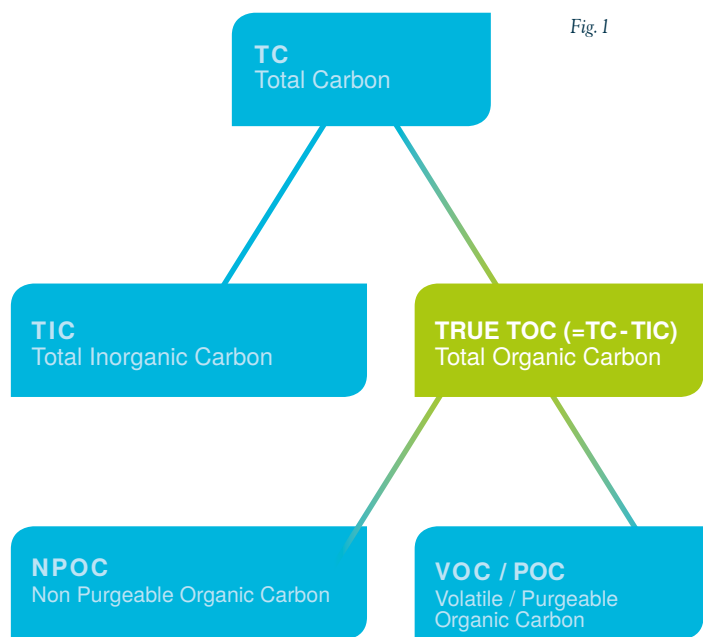 Fig. 1
TC
Total Carbon
TIC
Total Inorganic Carbon
TRUE TOC (=TC-TIC)
Total Organic Carbon
NPOC
Non Purgeable Organic Carbon
VOC / POC
Volatile / Purgeable
Organic Carbon